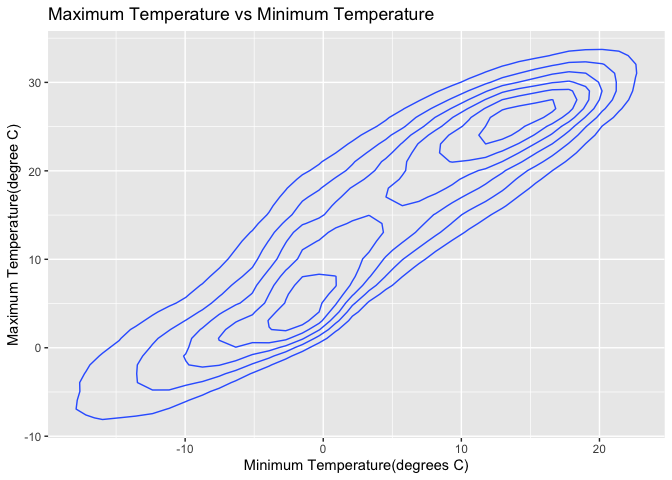 Maximum Temperature vs Minimum Temperature
Maximum Temperature(degree C)
30
20
10
0
-10
-10 0 10 20
Minimum Temperature(degrees C)